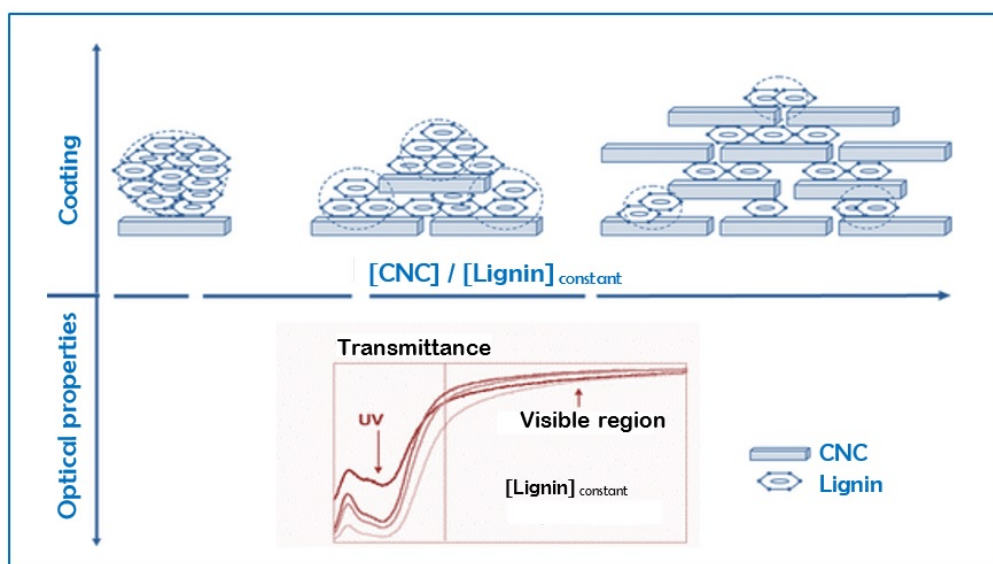 Coating
[CNC] / [Lignin] constant
Optical properties
Transmittance
UV
Visible region
[Lignin] constant
CNC
Lignin